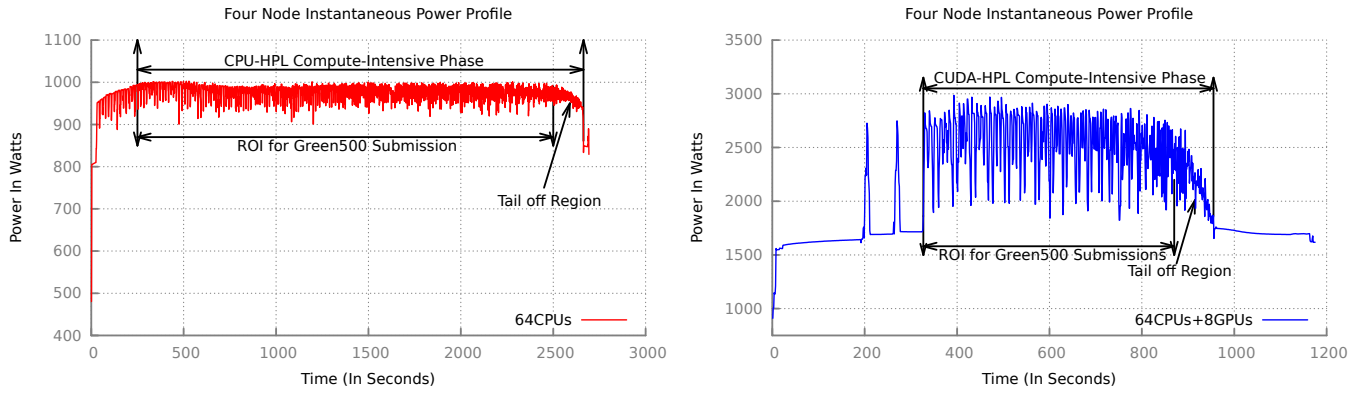 Four Node Instantaneous Power Profile
1100
1000
900
800
700
600
500
400
Power In Watts
CPU-HPL Compute-Intensive Phase
ROI for Green500 Submission
Tail off Region
64CPUs
0 500 1000 1500 2000 2500 3000
Time (In Seconds)
Four Node Instantaneous Power Profile
3500
3000
2500
2000
1500
1000
Power In Watts
CUDA-HPL Compute-Intensive Phase
ROI for Green500 Submissions
Tail off Region
64CPUs+8GPUs
0 200 400 600 800 1000 1200
Time (In Seconds)